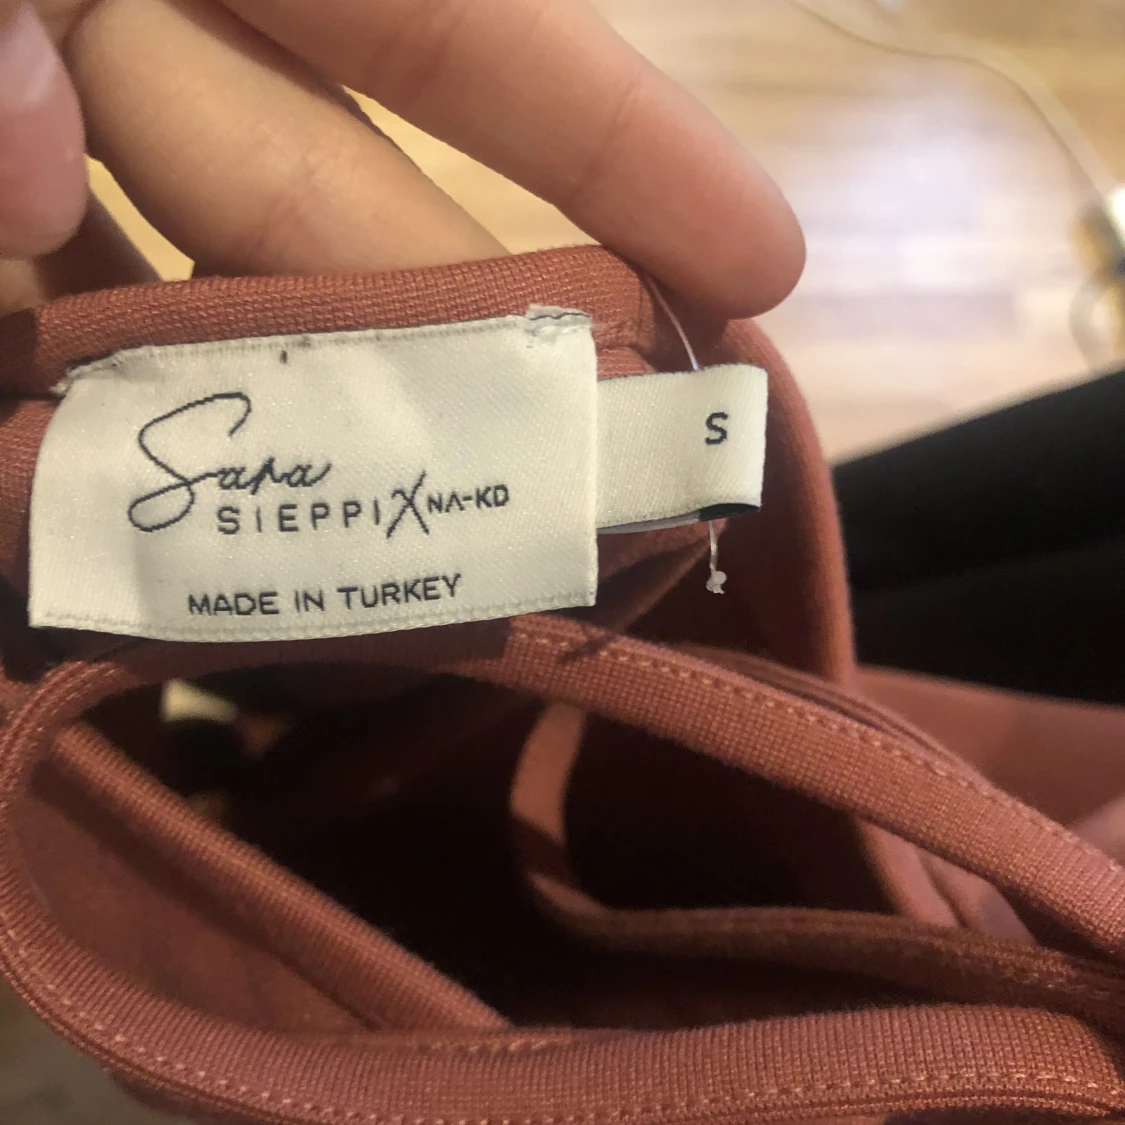 Sara
SIEPPI X NA-KD
MADE IN TURKEY
S